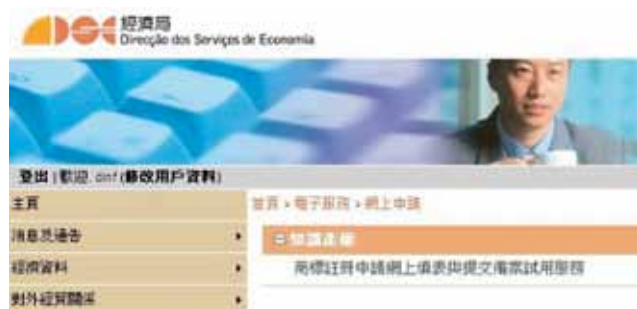 經濟局
Direcção dos Serviços de Economia
登出 | 歡迎, dnf (修改用戶資料)
主頁
首頁 > 電子服務 > 網上申請
消息及通告
知識產權
經濟資料
商標註冊申請網上填表與提交備案試用服務
對外經貿關係